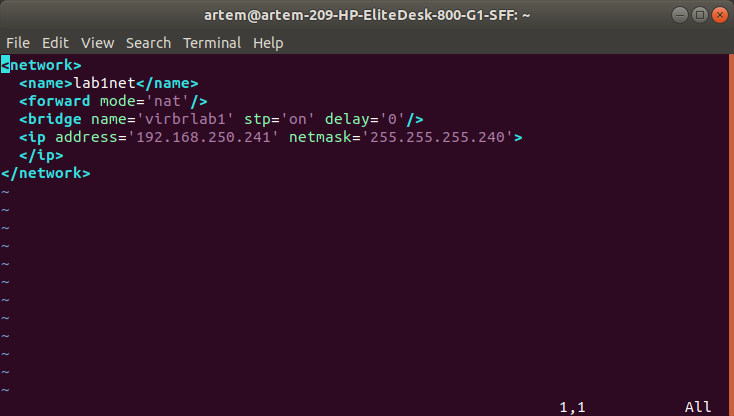 artem@artem-209-HP-EliteDesk-800-G1-SFF: ~
File Edit View Search Terminal Help
<network>
  <name>lab1net</name>
  <forward mode='nat'/>
  <bridge name='virbrlab1' stp='on' delay='0'/>
  <ip address='192.168.250.241' netmask='255.255.255.240'>
  </ip>
</network>
~
~
~
~
~
~
~
~
~
~
~
~
1,1 All